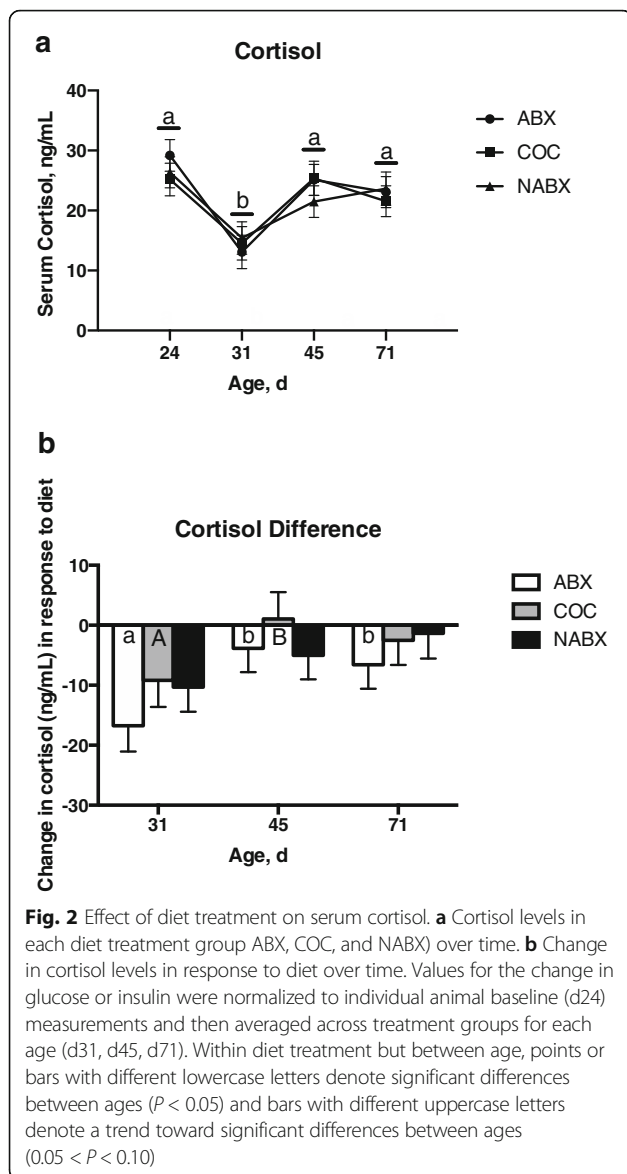 a
Cortisol
40
30
20
10
0
Serum Cortisol, ng/mL
a
b
a
a
24 31 45 71
Age, d
ABX
COC
NABX
b
Cortisol Difference
10
0
-10
-20
-30
Change in cortisol (ng/mL) in response to diet
a A b B b
31 45 71
Age, d
ABX
COC
NABX
Fig. 2 Effect of diet treatment on serum cortisol. a Cortisol levels in
each diet treatment group ABX, COC, and NABX) over time. b Change
in cortisol levels in response to diet over time. Values for the change in
glucose or insulin were normalized to individual animal baseline (d24)
measurements and then averaged across treatment groups for each
age (d31, d45, d71). Within diet treatment but between age, points or
bars with different lowercase letters denote significant differences
between ages (P < 0.05) and bars with different uppercase letters
denote a trend toward significant differences between ages
(0.05 < P < 0.10)